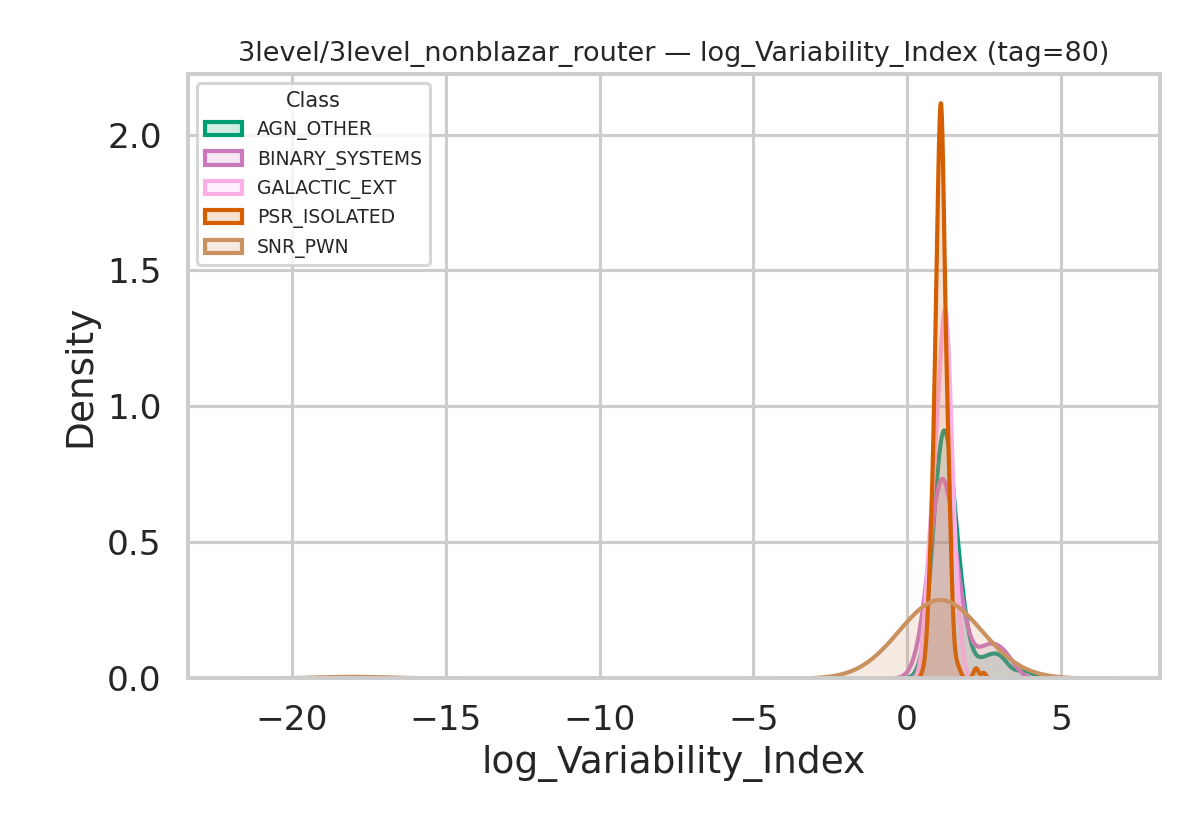 3level/3level_nonblazar_router — log_Variability_Index (tag=80)
Class
AGN_OTHER
BINARY_SYSTEMS
GALACTIC_EXT
PSR_ISOLATED
SNR_PWN
Density
2.0
1.5
1.0
0.5
0.0
−20
−15
−10
−5
0
5
log_Variability_Index